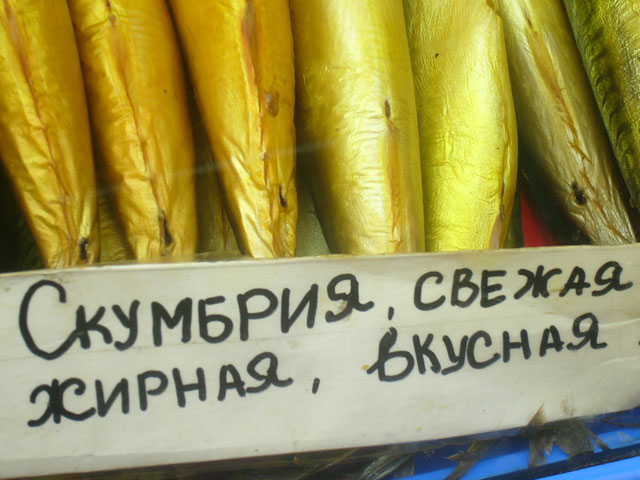 Скумбрия, свежая
жирная, вкусная.